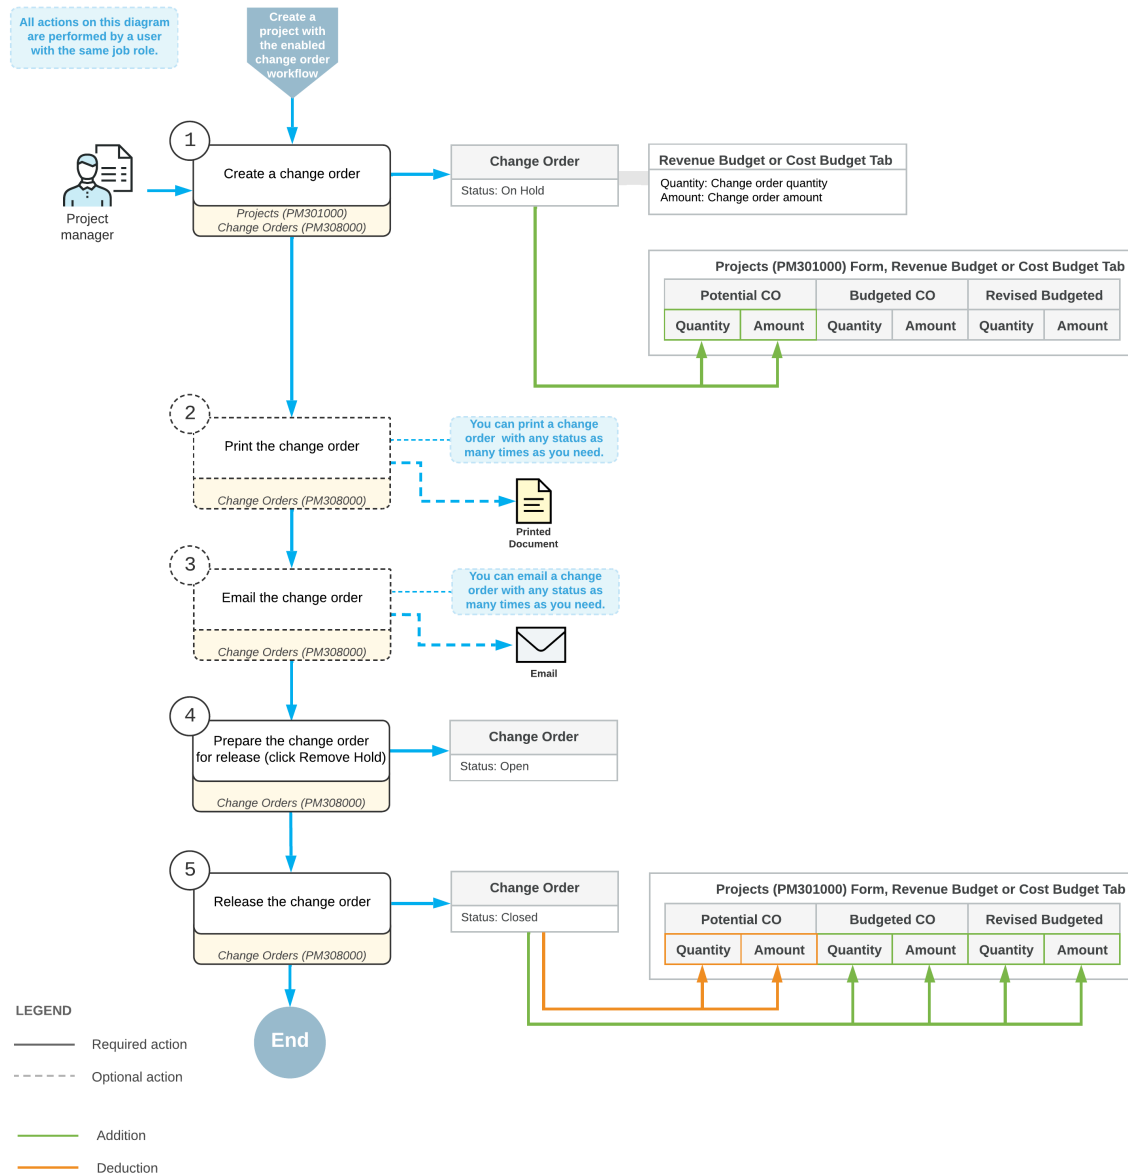 All actions on this diagram
are performed by a user
with the same job role.
Create a
project with
the enabled
change order
workflow
1
Create a change order
Projects (PM301000)
Change Orders (PM308000)
Project
manager
Change Order
Status: On Hold
Revenue Budget or Cost Budget Tab
Quantity: Change order quantity
Amount: Change order amount
Projects (PM301000) Form, Revenue Budget or Cost Budget Tab
Potential CO Budgeted CO Revised Budgeted
Quantity Amount Quantity Amount Quantity Amount
2
Print the change order
Change Orders (PM308000)
You can print a change
order with any status as
many times as you need.
Printed
Document
3
Email the change order
Change Orders (PM308000)
You can email a change
order with any status as
many times as you need.
Email
4
Prepare the change order
for release (click Remove Hold)
Change Orders (PM308000)
Change Order
Status: Open
5
Release the change order
Change Orders (PM308000)
Change Order
Status: Closed
Projects (PM301000) Form, Revenue Budget or Cost Budget Tab
Potential CO Budgeted CO Revised Budgeted
Quantity Amount Quantity Amount Quantity Amount
End
LEGEND
Required action
Optional action
Addition
Deduction